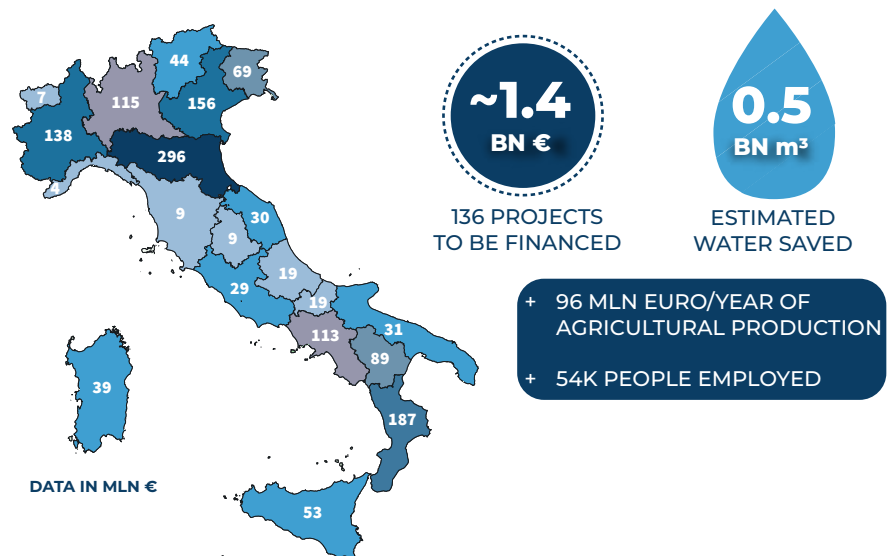 44
69
7
115
156
138
296
4
9
30
9
19
29
19
31
113
89
39
187
53
DATA IN MLN €
~1.4
BN €
136 PROJECTS
TO BE FINANCED
0.5
BN m³
ESTIMATED
WATER SAVED
+ 96 MLN EURO/YEAR OF
AGRICULTURAL PRODUCTION
+ 54K PEOPLE EMPLOYED